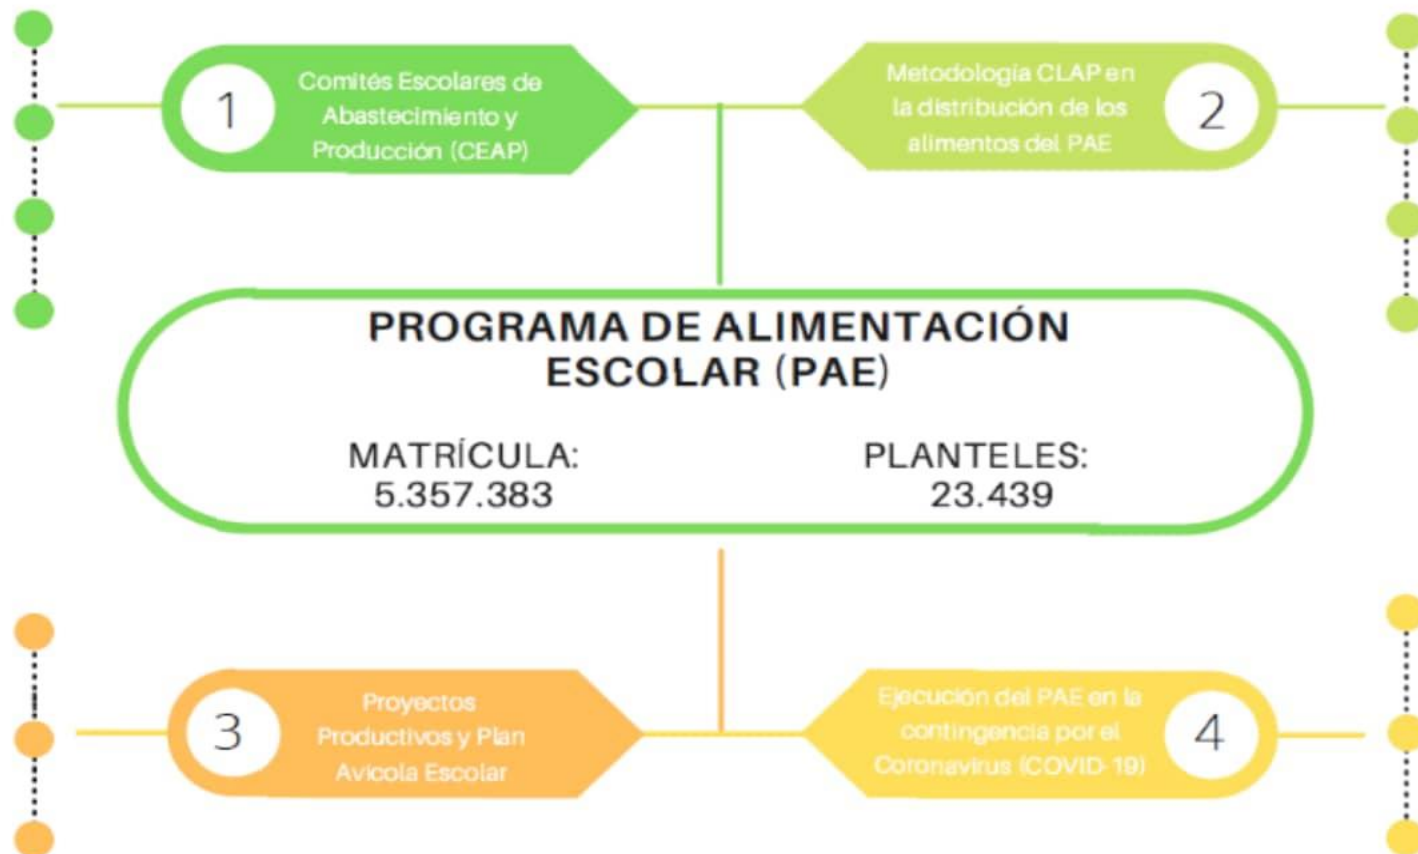 1
Comités Escolares de
Abastecimiento y
Producción (CEAP)
Metodología CLAP en
la distribución de los
alimentos del PAE
2
PROGRAMA DE ALIMENTACIÓN
ESCOLAR (PAE)
MATRÍCULA:
5.357.383
PLANTELES:
23.439
3
Proyectos
Productivos y Plan
Avícola Escolar
Ejecución del PAE en la
contingencia por el
Coronavirus (COVID-19)
4